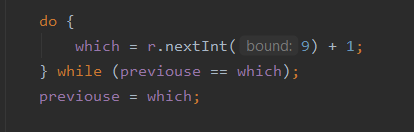 do {
which = r.nextInt( bound: 9) + 1;
} while (previouse == which);
previouse = which;